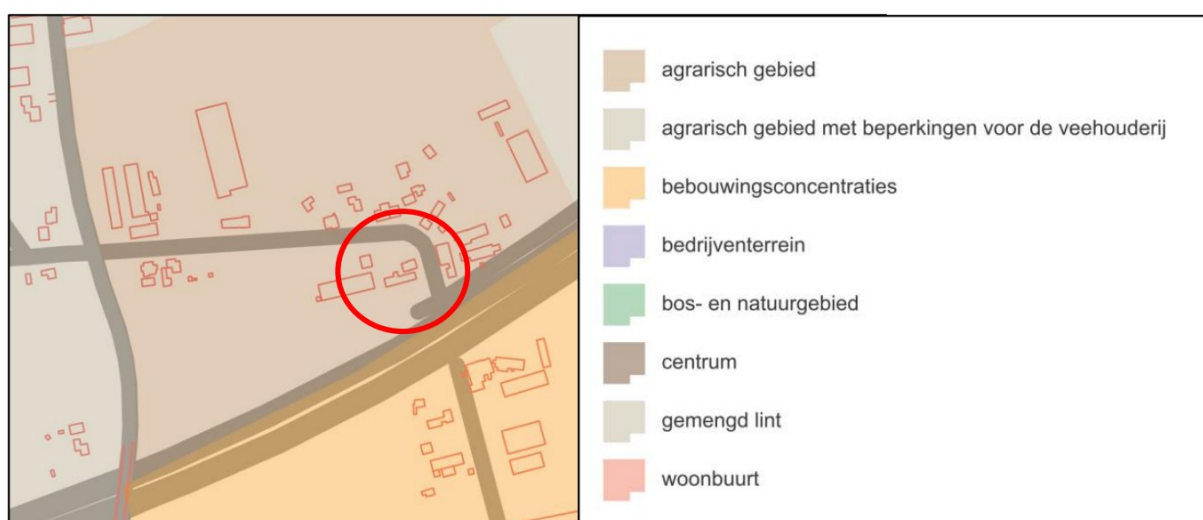 agrarisch gebied
agrarisch gebied met beperkingen voor de veehouderij
bebouwingsconcentraties
bedrijventerrein
bos- en natuurgebied
centrum
gemengd lint
woonbuurt